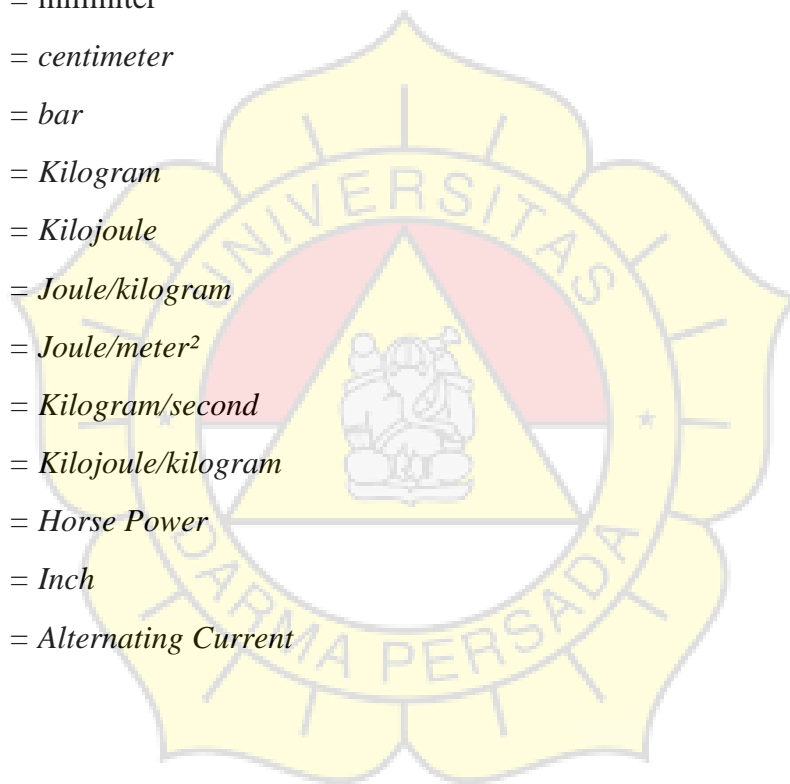 = milimiter
= centimeter
= bar
= Kilogram
= Kilojoule
= Joule/kilogram
= Joule/meter²
= Kilogram/second
= Kilojoule/kilogram
= Horse Power
= Inch
= Alternating Current
UNIVERSITAS
DARMA PERSADA